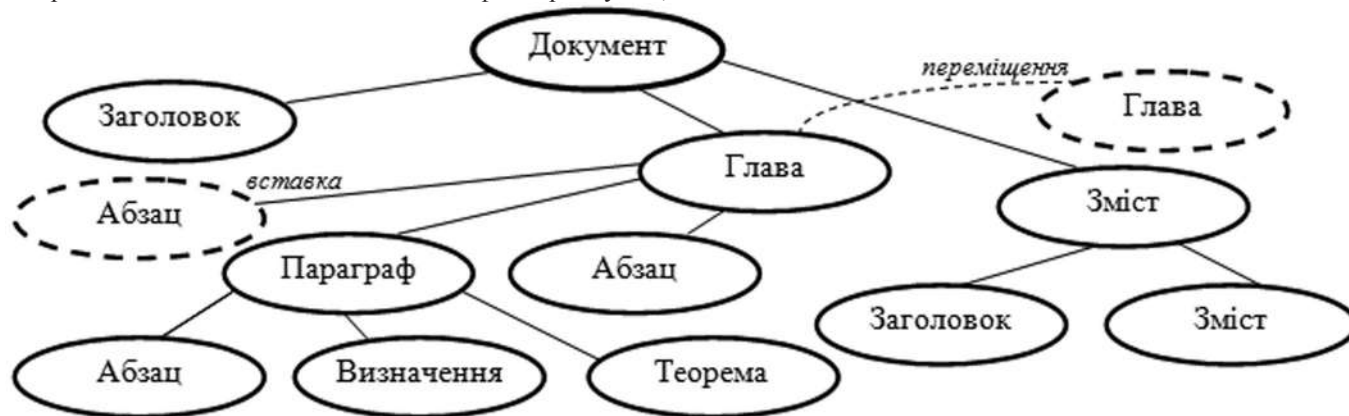 Документ
переміщення
Глава
Заголовок
Глава
вставка
Абзац
Зміст
Параграф
Абзац
Заголовок
Зміст
Абзац
Визначення
Теорема